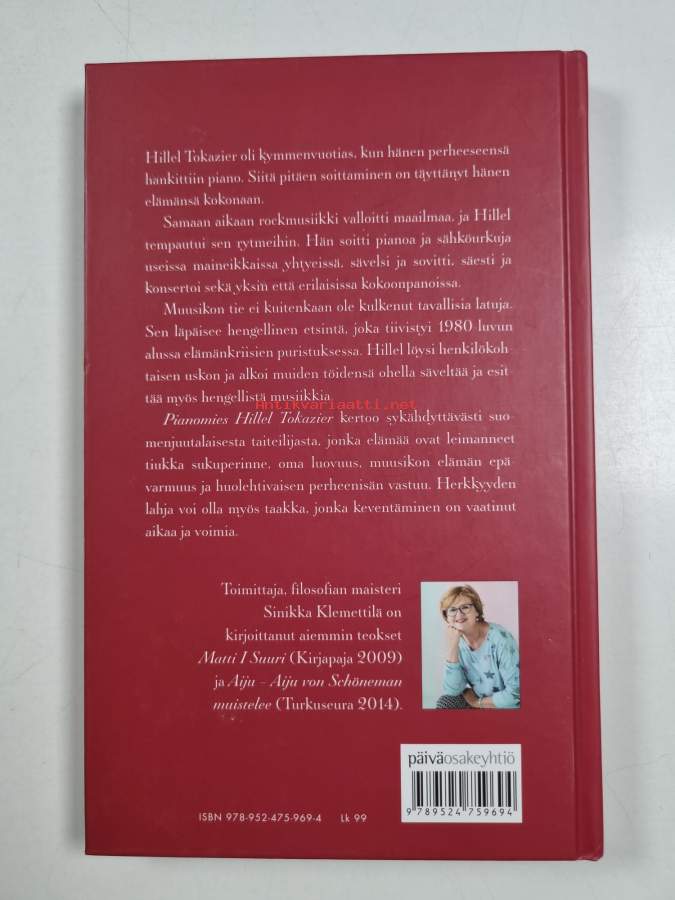 Hillel Tokazier oli kymmenvuotias, kun hänen perheeseensä
hankittiin piano. Siitä pitäen soittaminen on täyttänyt hänen
elämänsä kokonaan.
Samaan aikaan rockmusiikki valloitti maailmaa, ja Hillel
tempautui sen rytmeihin. Hän soitti pianoa ja sähköurkuja
useissa maineikkaissa yhtyeissä, sävelsi ja sovitti, säesti ja
konsertoi sekä yksin että erilaisissa kokoonpanoissa.
Muusikon tie ei kuitenkaan ole kulkenut tavallisia latuja.
Sen läpäisee hengellinen etsintä, joka tiivistyi 1980 luvun
alussa elämänkriisien puristuksessa. Hillel löysi henkilökoh-
taisen uskon ja alkoi muiden töidensä ohella säveltää ja esit-
tää myös hengellistä musiikkia.
Antikvariaatti.net
Pianomies Hillel Tokazier kertoo sykähdyttävästi suo-
menjuutalaisesta taiteilijasta, jonka elämää ovat leimanneet
tiukka sukuperinne, oma luovuus, muusikon elämän epä-
varmuus ja huolehtivaisen perheenisän vastuu. Herkkyyden
lahja voi olla myös taakka, jonka keventäminen on vaatinut
aikaa ja voimia.
Toimittaja, filosofian maisteri
Sinikka Klemettilä on
kirjoittanut aiemmin teokset
Matti I Suuri (Kirjapaja 2009)
ja Aiju – Aiju von Schöneman
muistelee (Turkuseura 2014).
päiväosakeyhtiö
9 789524 759694
ISBN 978-952-475-969-4 Lk 99